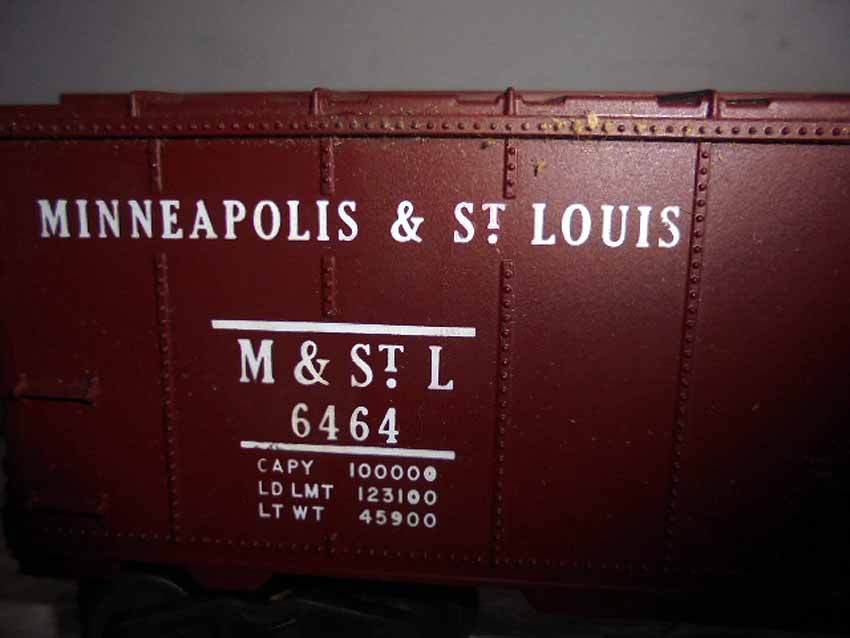 MINNEAPOLIS & ST. LOUIS
M & ST. L
6464
CAPY 100000
LD LMT 123100
LT WT 45900